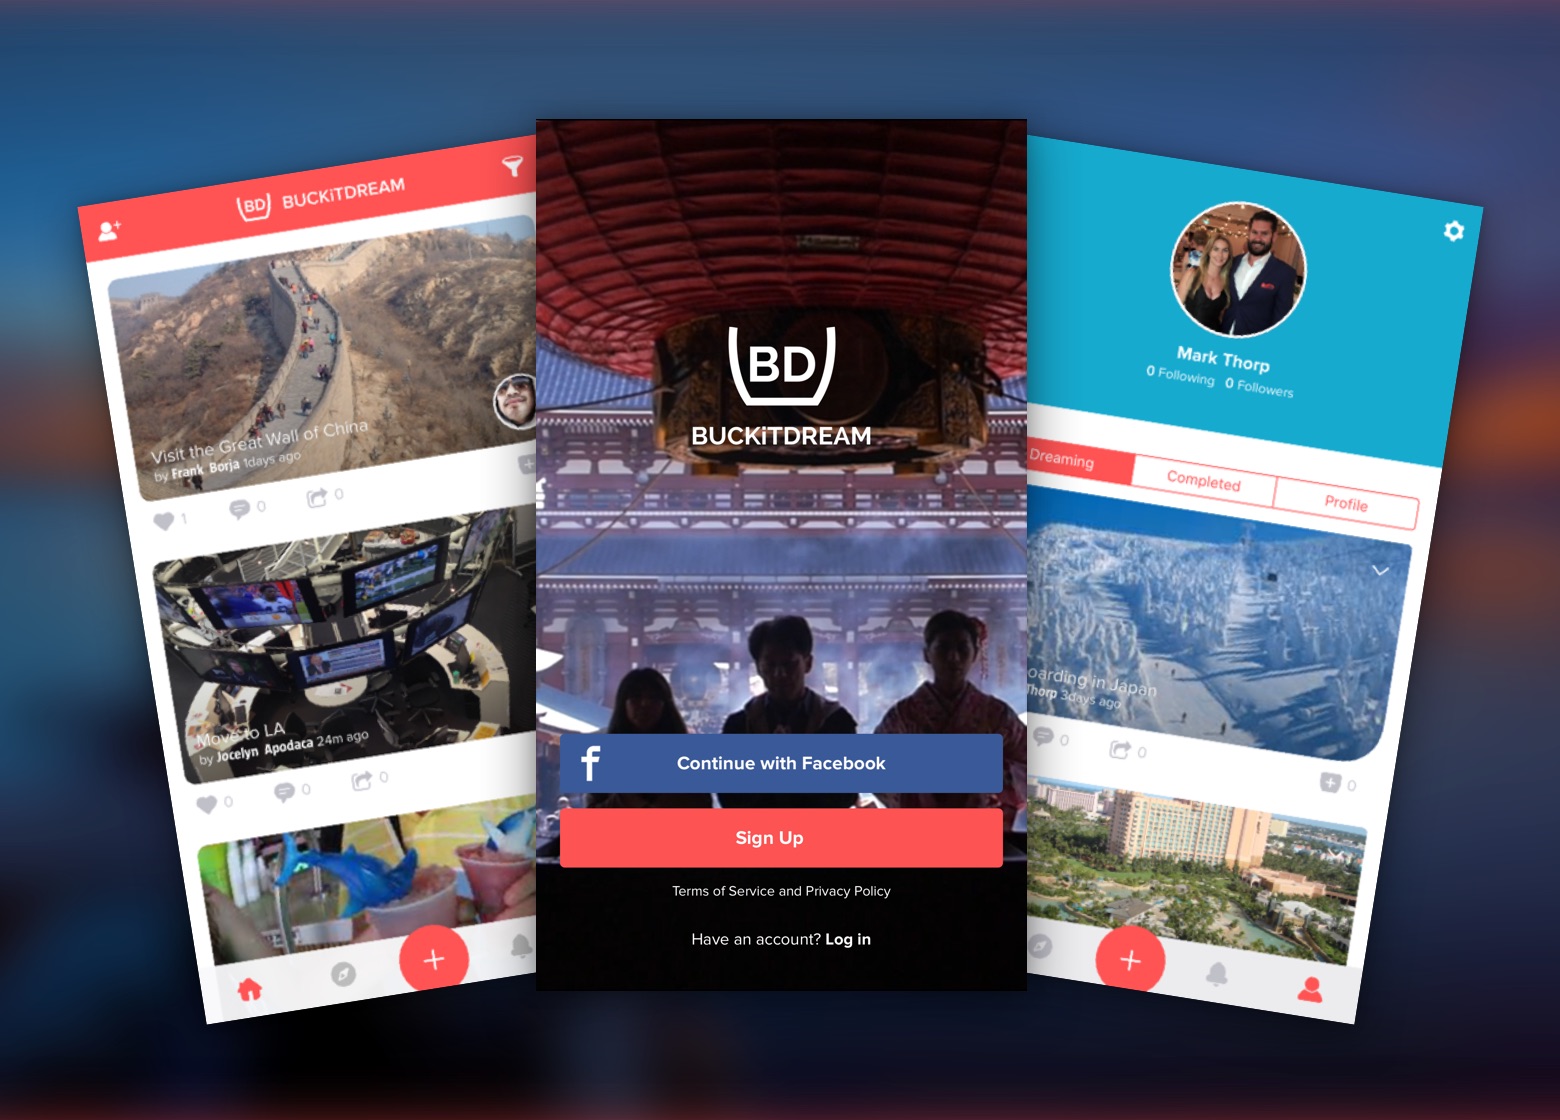 BD BUCKiTDREAM
Visit the Great Wall of China
by Frank Borja 1days ago
1 0 0
Move to LA
by Jocelyn Apodaca 24m ago
0 0 0
BD
BUCKiTDREAM
f Continue with Facebook
Sign Up
Terms of Service and Privacy Policy
Have an account? Log in
Mark Thorp
0 Following 0 Followers
Dreaming Completed Profile
oarding in Japan
Thorp 3days ago
0 0 0